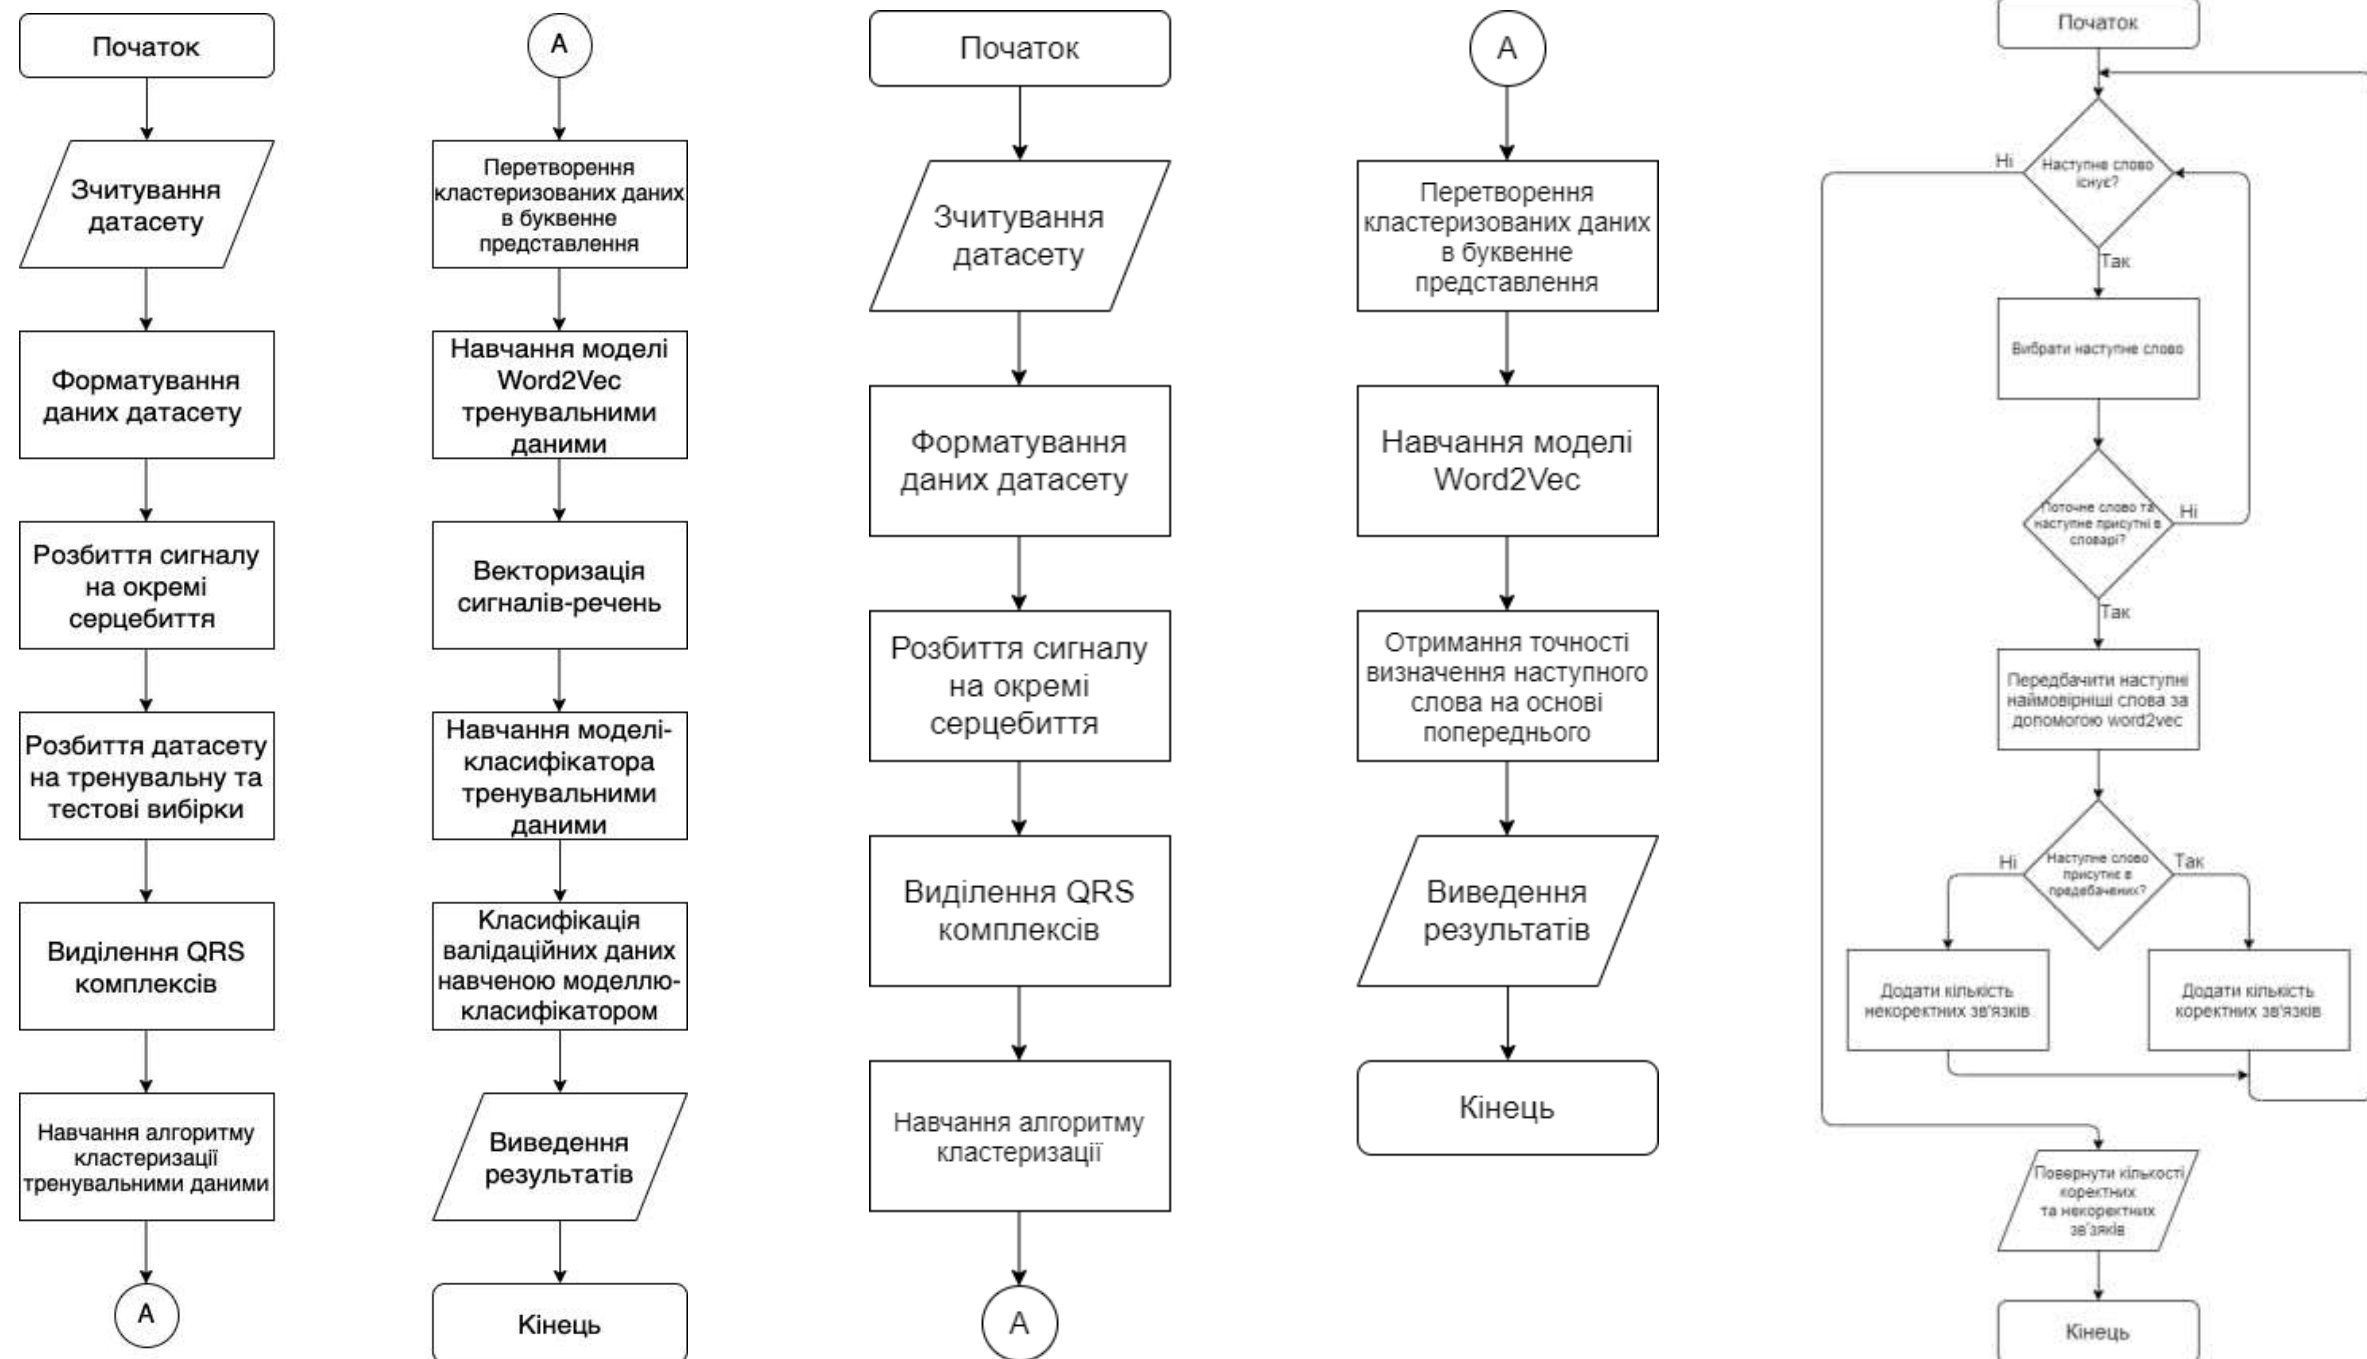 Початок
Зчитування
датасету
Форматування
даних датасету
Розбиття сигналу
на окремі
серцебиття
Розбиття датасету
на тренувальну та
тестові вибірки
Виділення QRS
комплексів
Навчання алгоритму
кластеризації
тренувальними даними
А
А
Перетворення
кластеризованих даних
в буквенне
представлення
Навчання моделі
Word2Vec
тренувальними
даними
Векторизація
сигналів-речень
Навчання моделі-
класифікатора
тренувальними
даними
Класифікація
валідаційних даних
навченою моделлю-
класифікатором
Виведення
результатів
Кінець
Початок
Зчитування
датасету
Форматування
даних датасету
Розбиття сигналу
на окремі
серцебиття
Виділення QRS
комплексів
Навчання алгоритму
кластеризації
А
А
Перетворення
кластеризованих даних
в буквенне
представлення
Навчання моделі
Word2Vec
Отримання точності
визначення наступного
слова на основі
попереднього
Виведення
результатів
Кінець
Початок
Наступне слово
існує?
Ні
Так
Вибрати наступне слово
Поточне слово та
наступне присутні в
словарі?
Ні
Так
Передбачити наступні
наймовірніші слова за
допомогою word2vec
Наступне слово
присутнє в
предебачених?
Ні
Так
Додати кількість
некоректних зв'язків
Додати кількість
коректних зв'язків
Повернути кількості
коректних
та некоректних
зв'зяків
Кінець